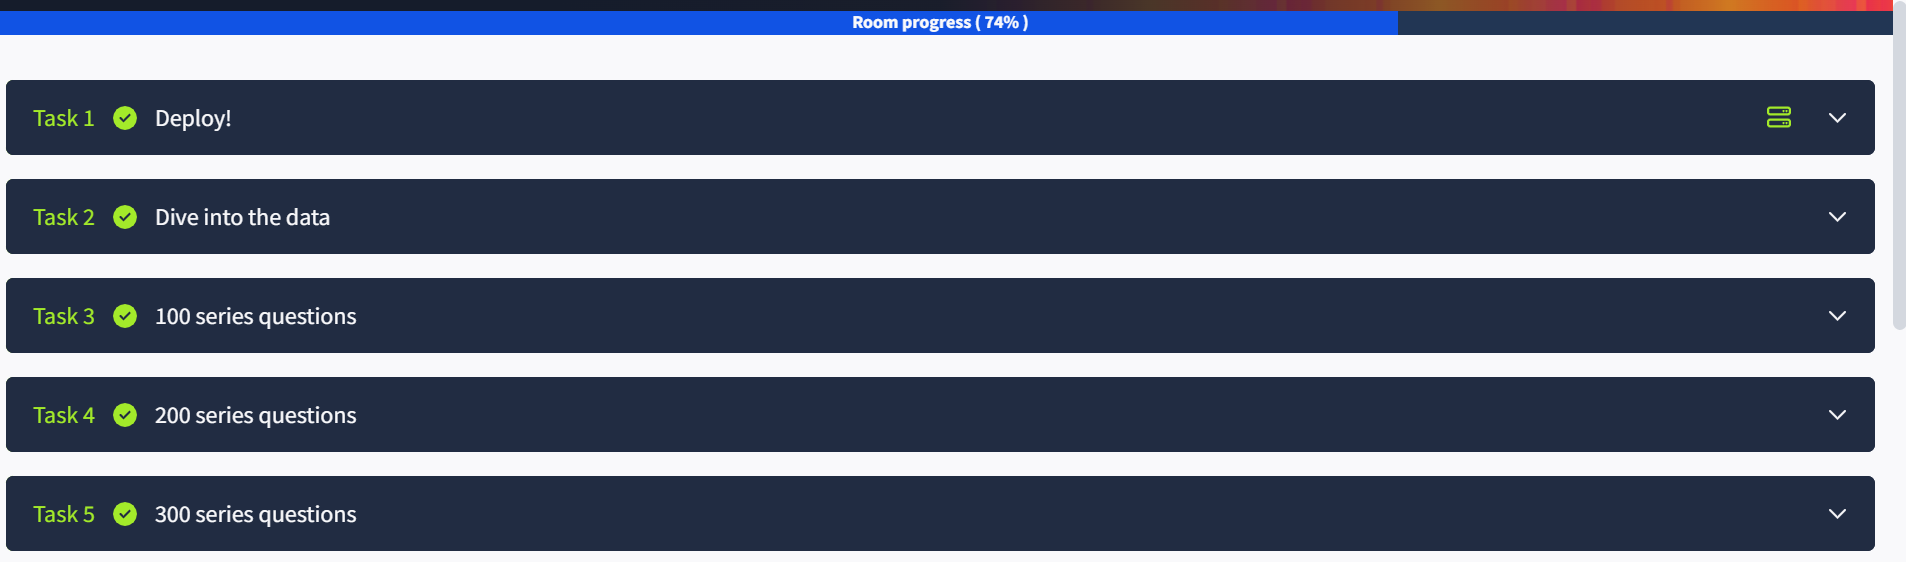 Room progress ( 74% )
Task 1 Deploy!
Task 2 Dive into the data
Task 3 100 series questions
Task 4 200 series questions
Task 5 300 series questions